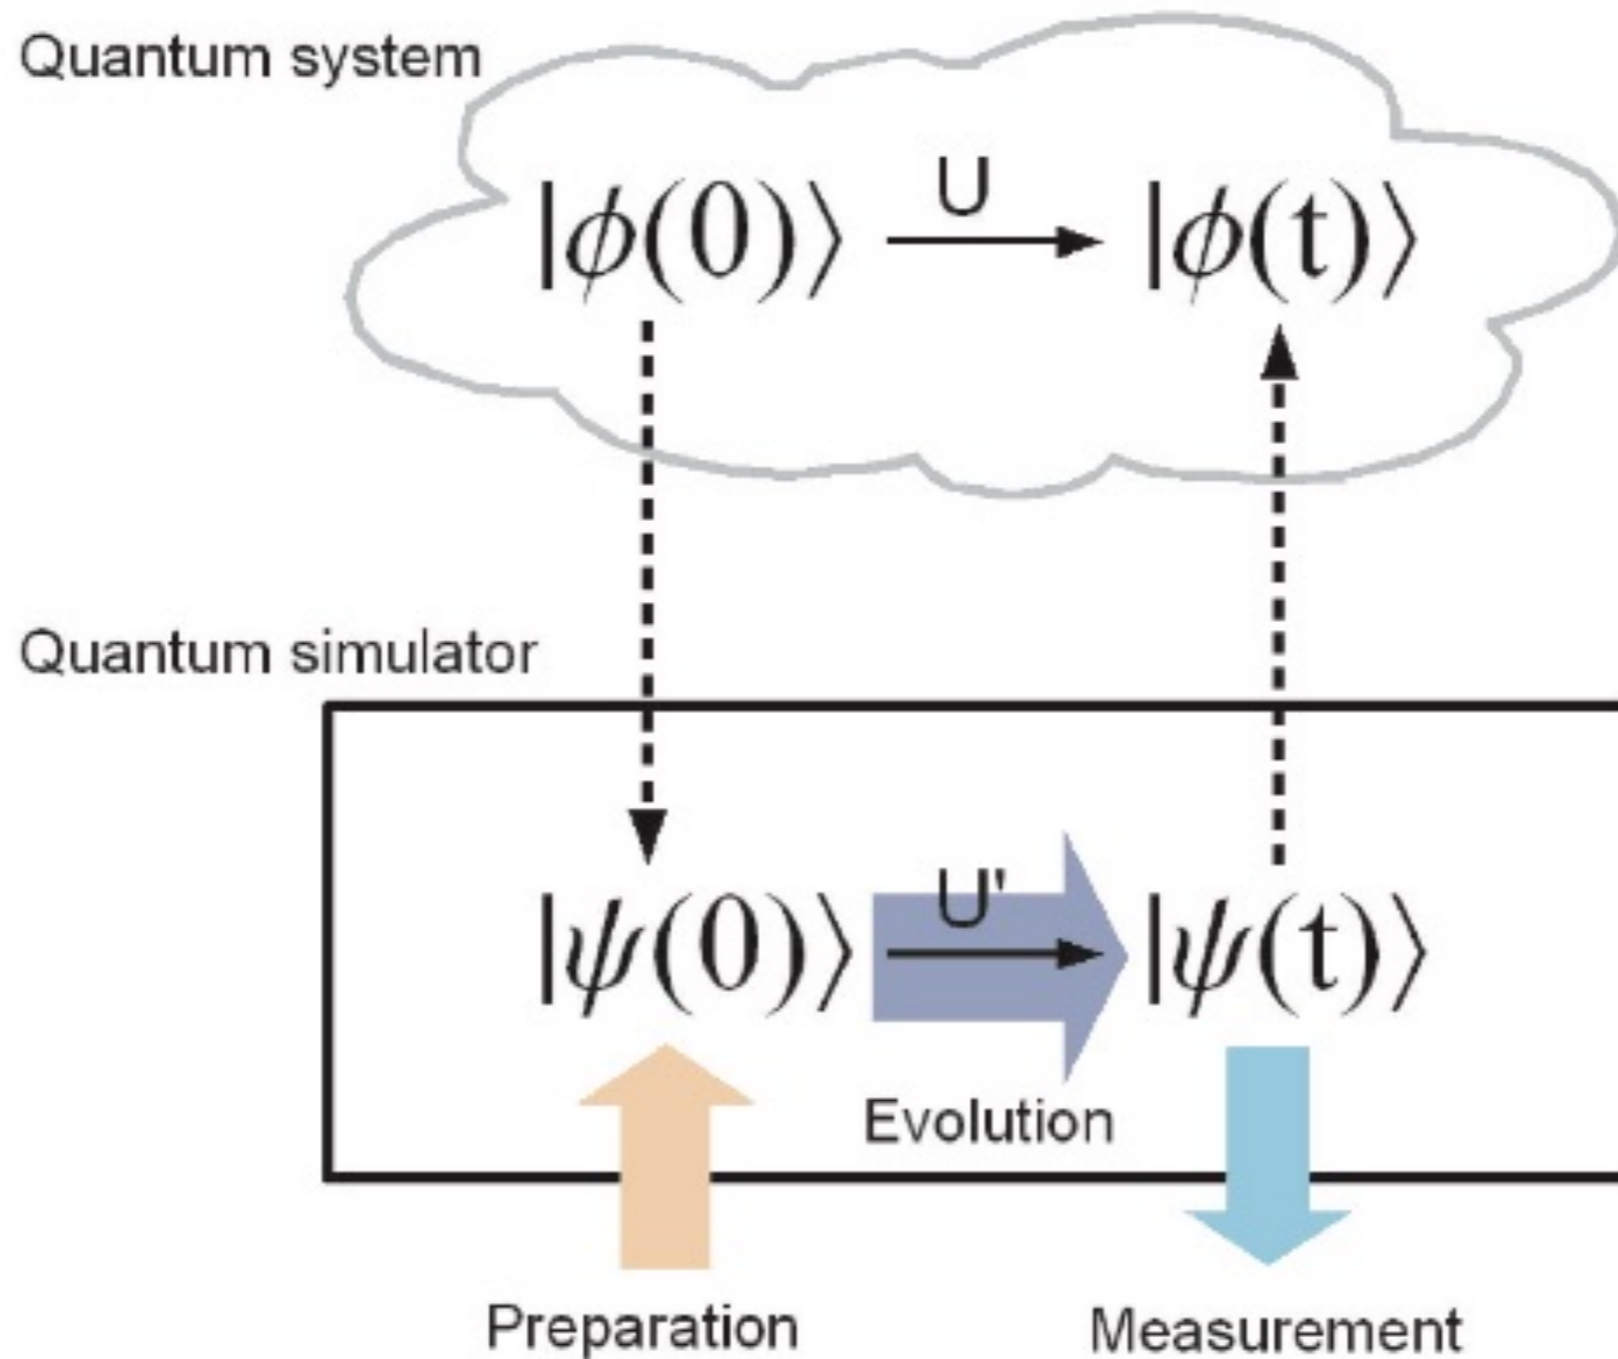 Quantum system
U
|ϕ(0)⟩ |ϕ(t)⟩
Quantum simulator
U'
|ψ(0)⟩ |ψ(t)⟩
Evolution
Preparation Measurement